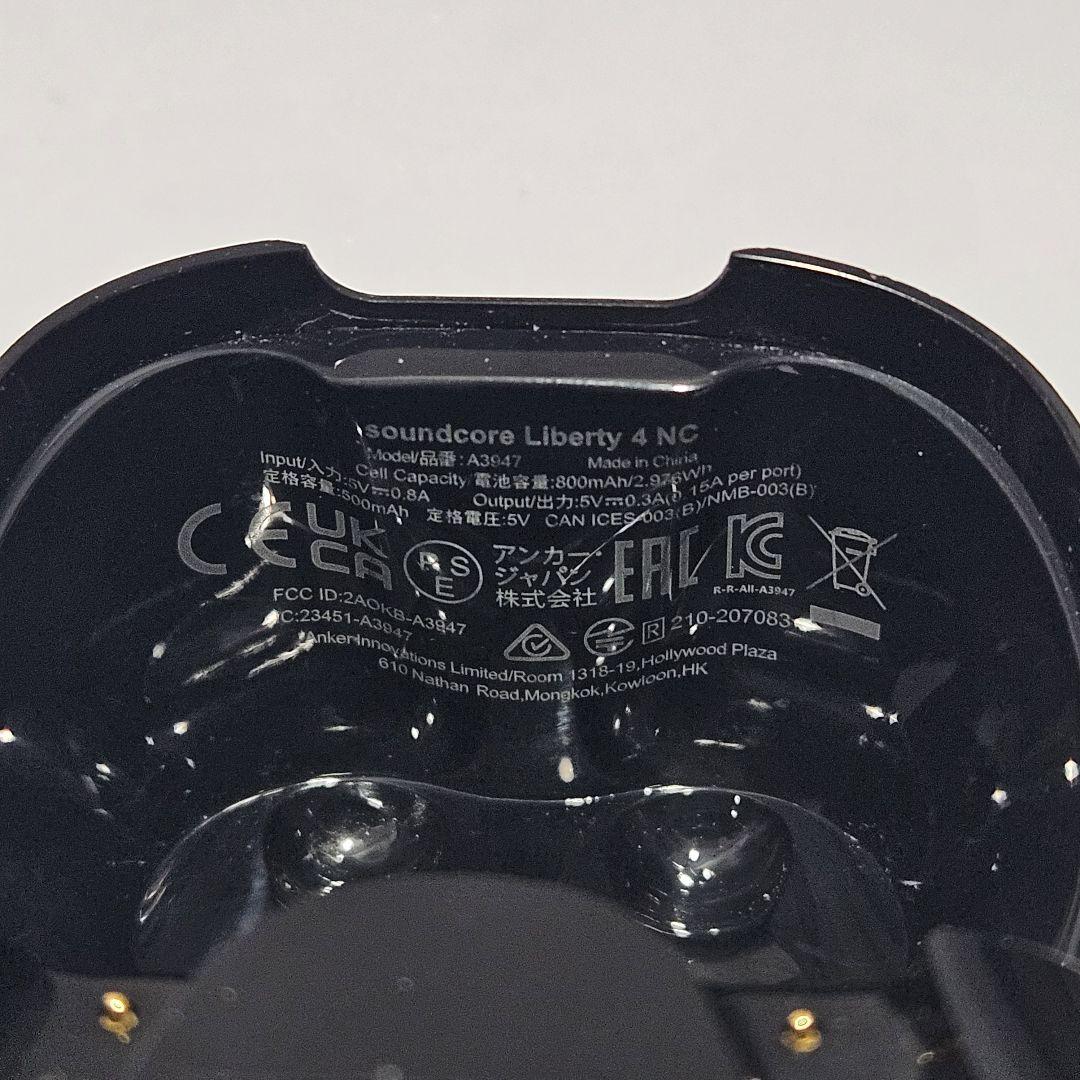 soundcore Liberty 4 NC
Model/品番: A3947 Made in China
Input/入力:5V⎓0.8A Cell Capacity 電池容量:800mAh/2.976Wh
定格容量:500mAh Output/出力:5V⎓0.3A(0.15A per port)
定格電圧:5V CAN ICES-003(B)/NMB-003(B)
CE UK CA PSE アンカー・ EAC KC
ジャパン
株式会社
R-R-All-A3947
FCC ID:2AOKB-A3947
IC:23451-A3947
R 210-207083
Anker Innovations Limited/Room 1318-19,Hollywood Plaza
610 Nathan Road,Mongkok,Kowloon,HK